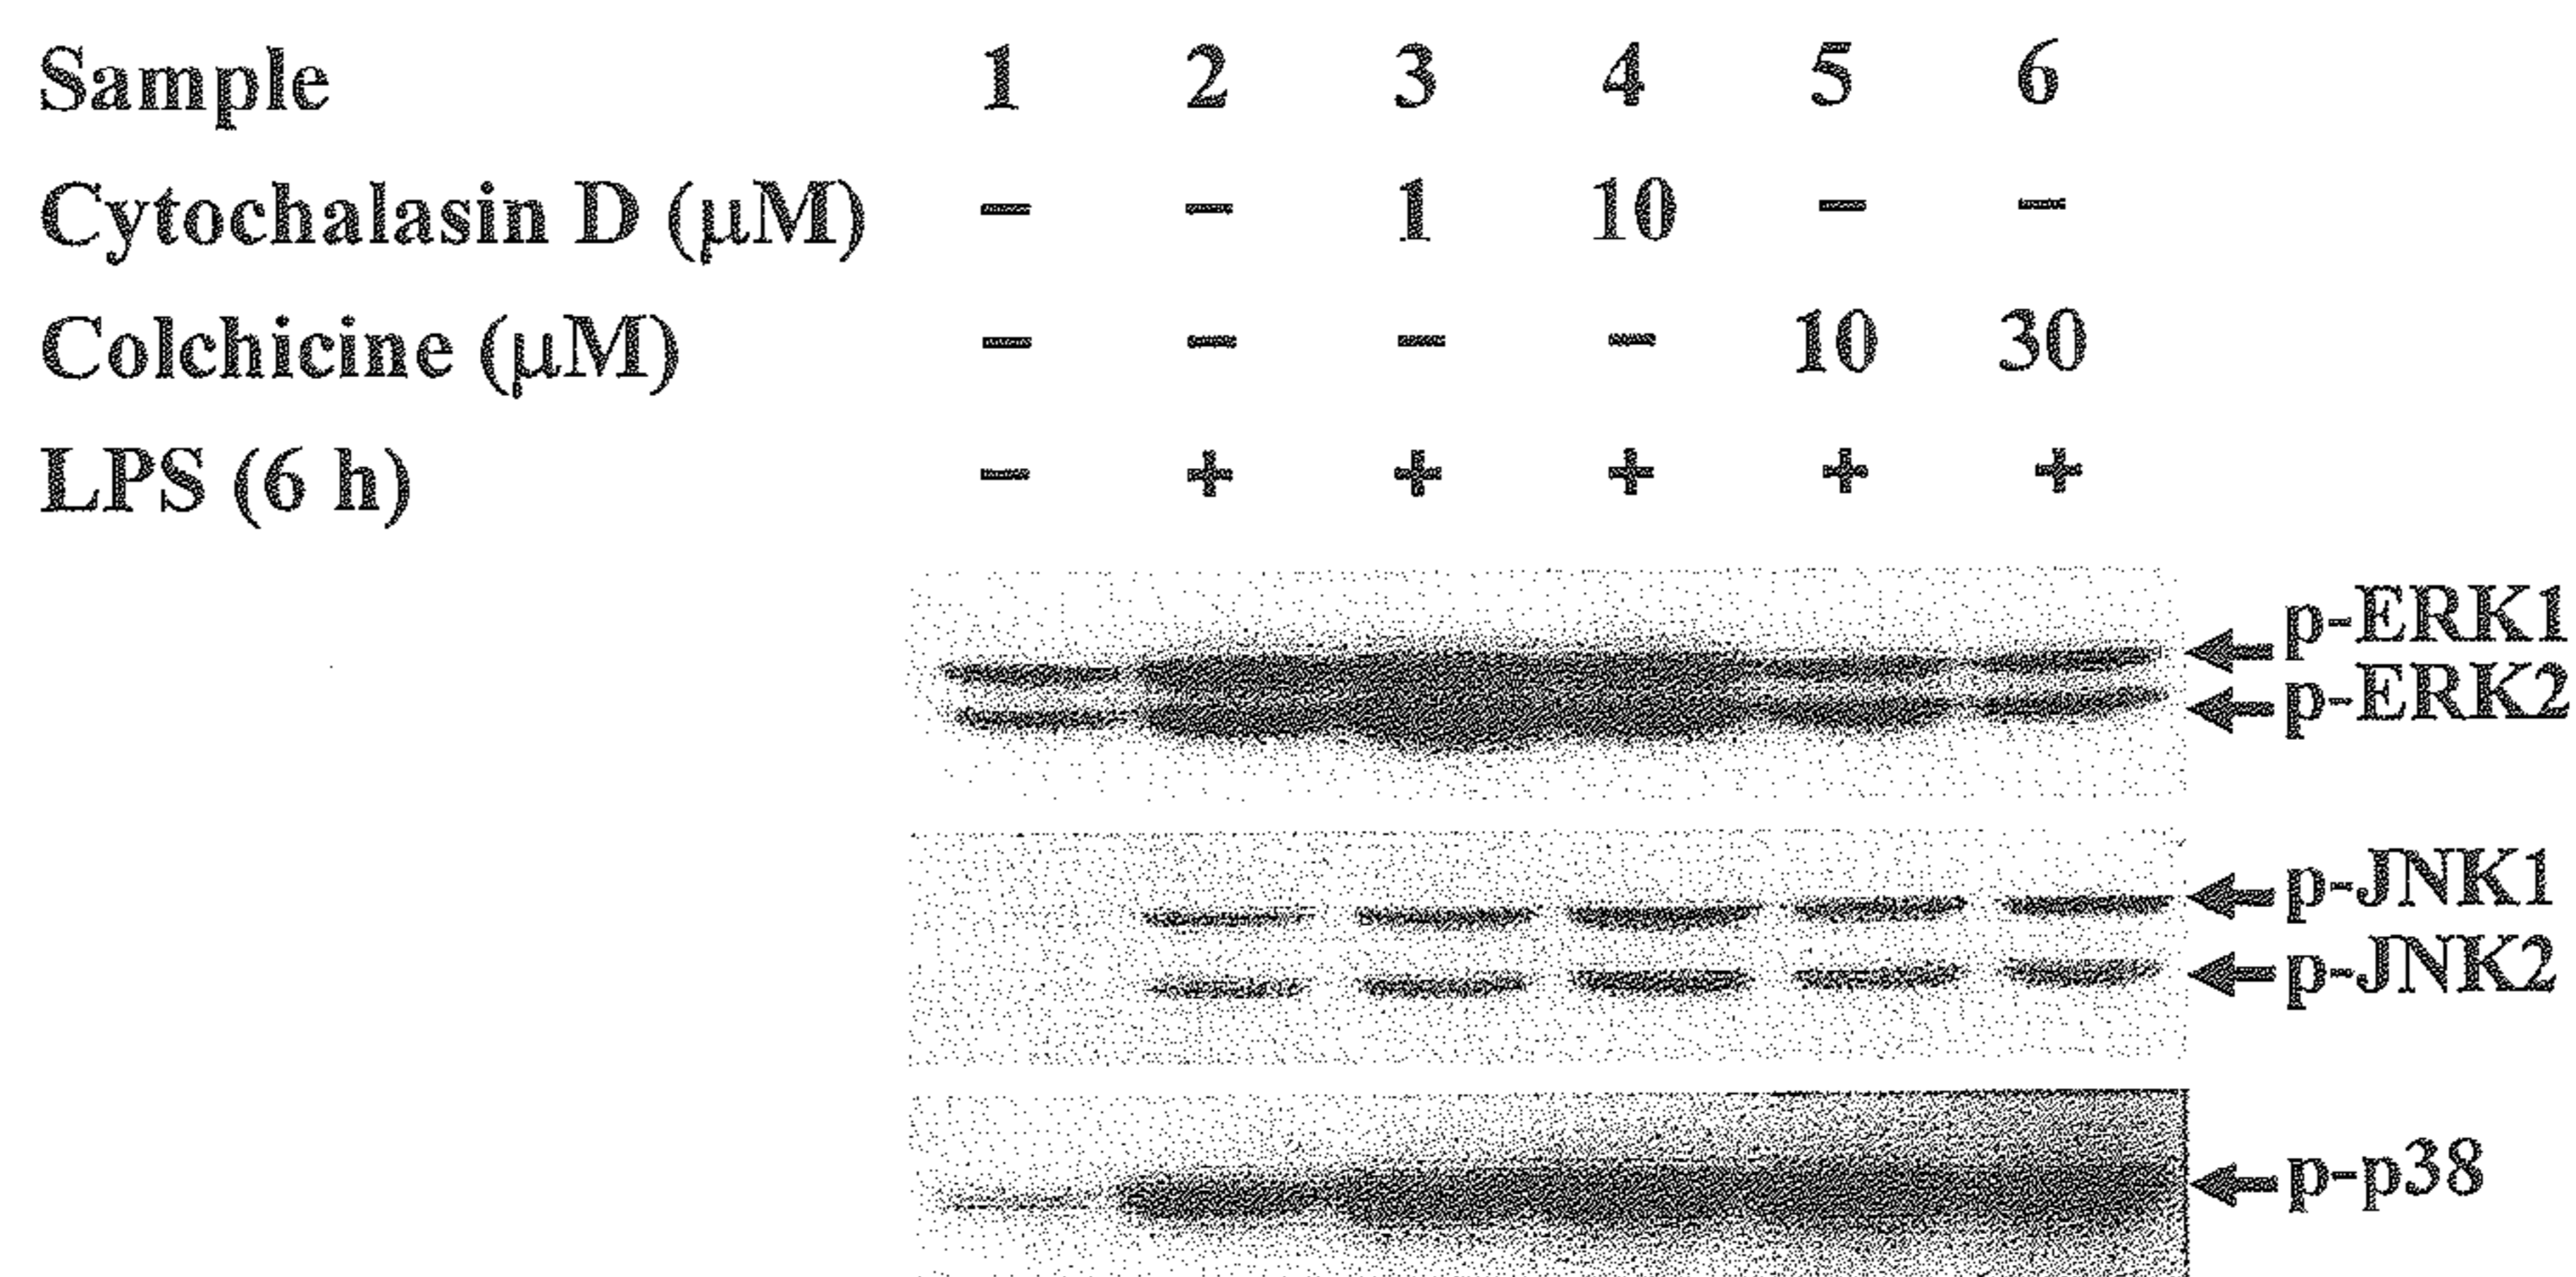 Sample 1 2 3 4 5 6
Cytochalasin D (μM) – – 1 10 – –
Colchicine (μM) – – – – 10 30
LPS (6 h) – + + + + +
p-ERK1
p-ERK2
p-JNK1
p-JNK2
p-p38